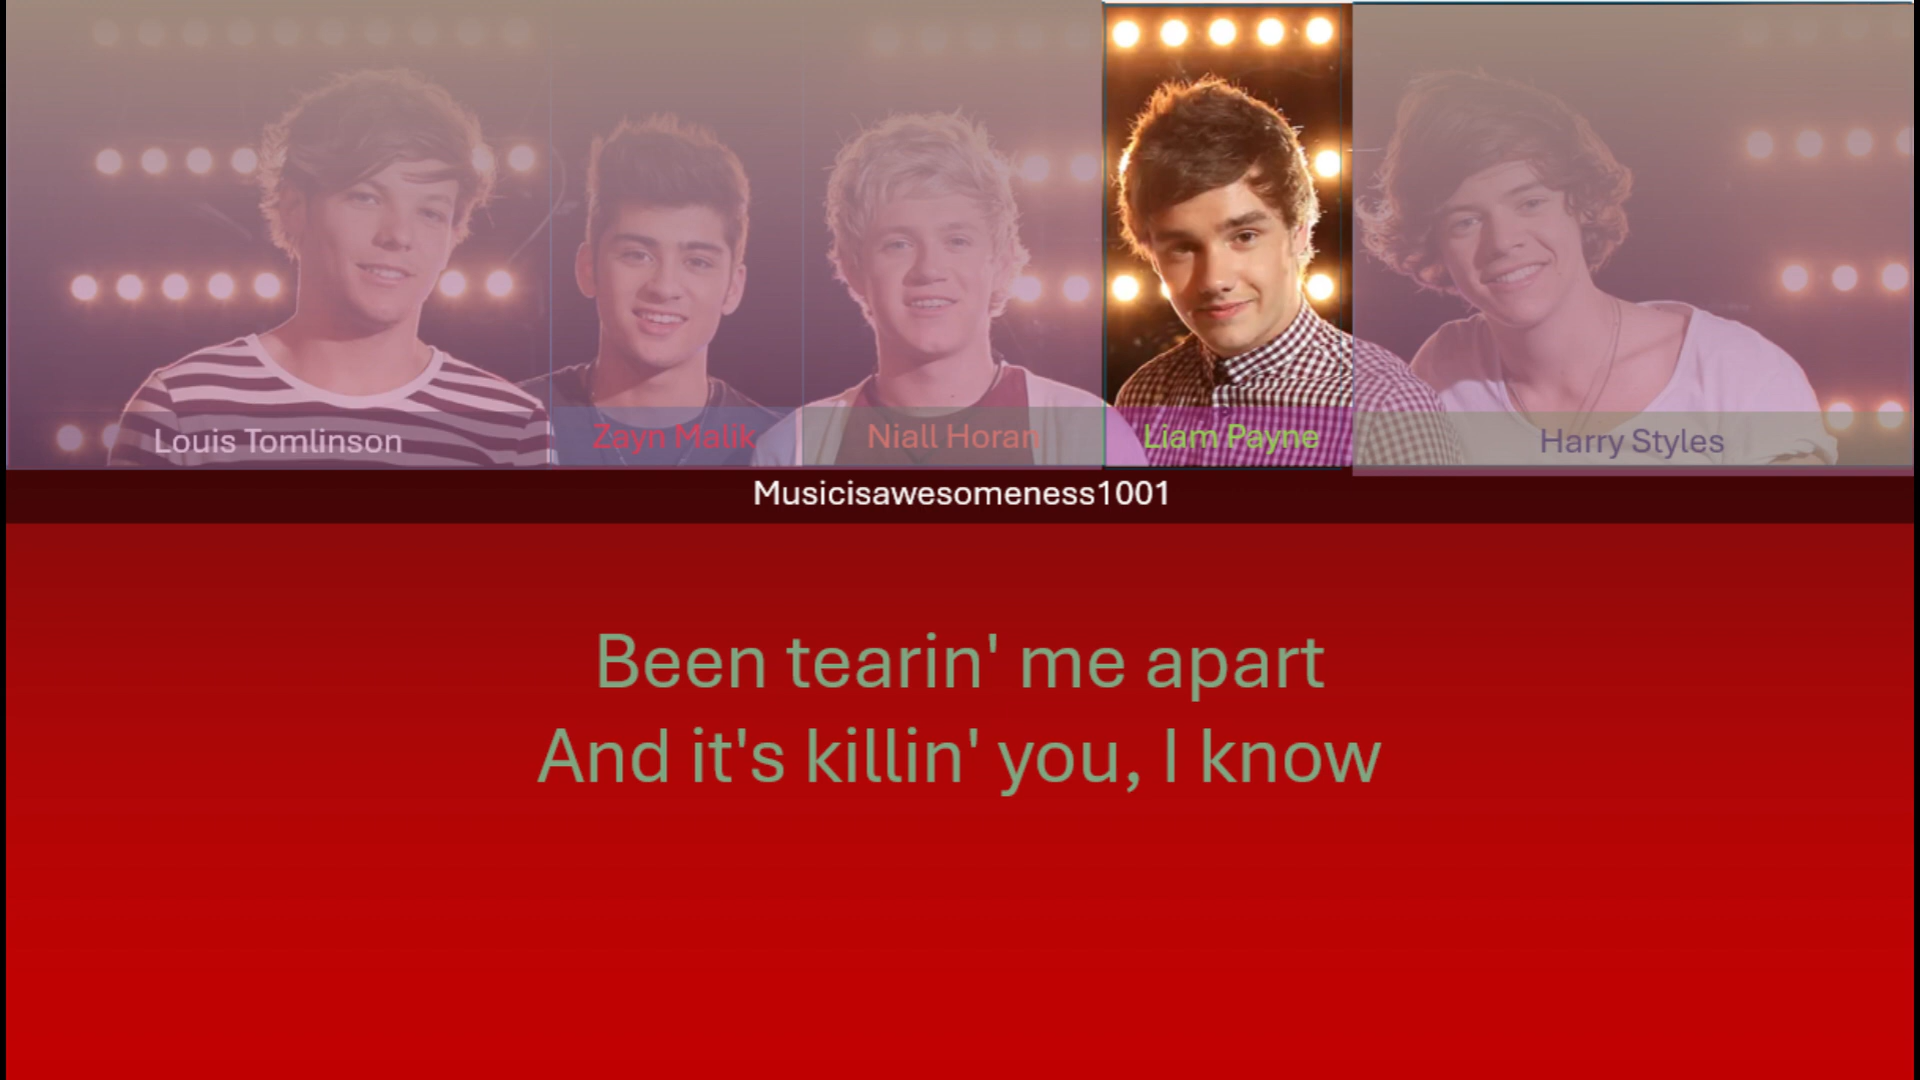 Louis Tomlinson
Zayn Malik
Niall Horan
Liam Payne
Harry Styles
Musicisawesomeness1001
Been tearin' me apart
And it's killin' you, I know